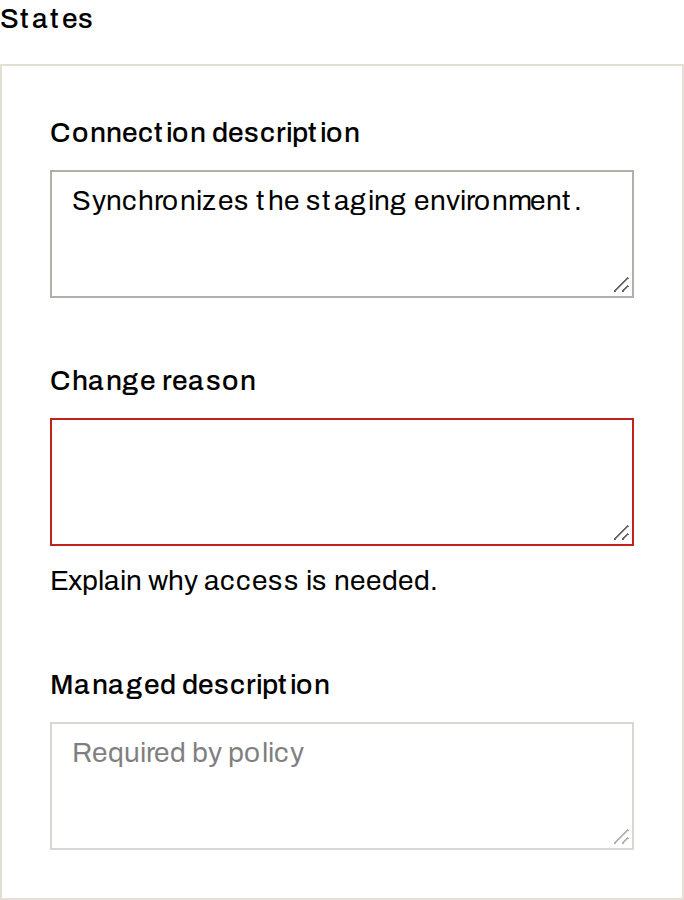 States
Connection description
Synchronizes the staging environment.
Change reason
Explain why access is needed.
Managed description
Required by policy